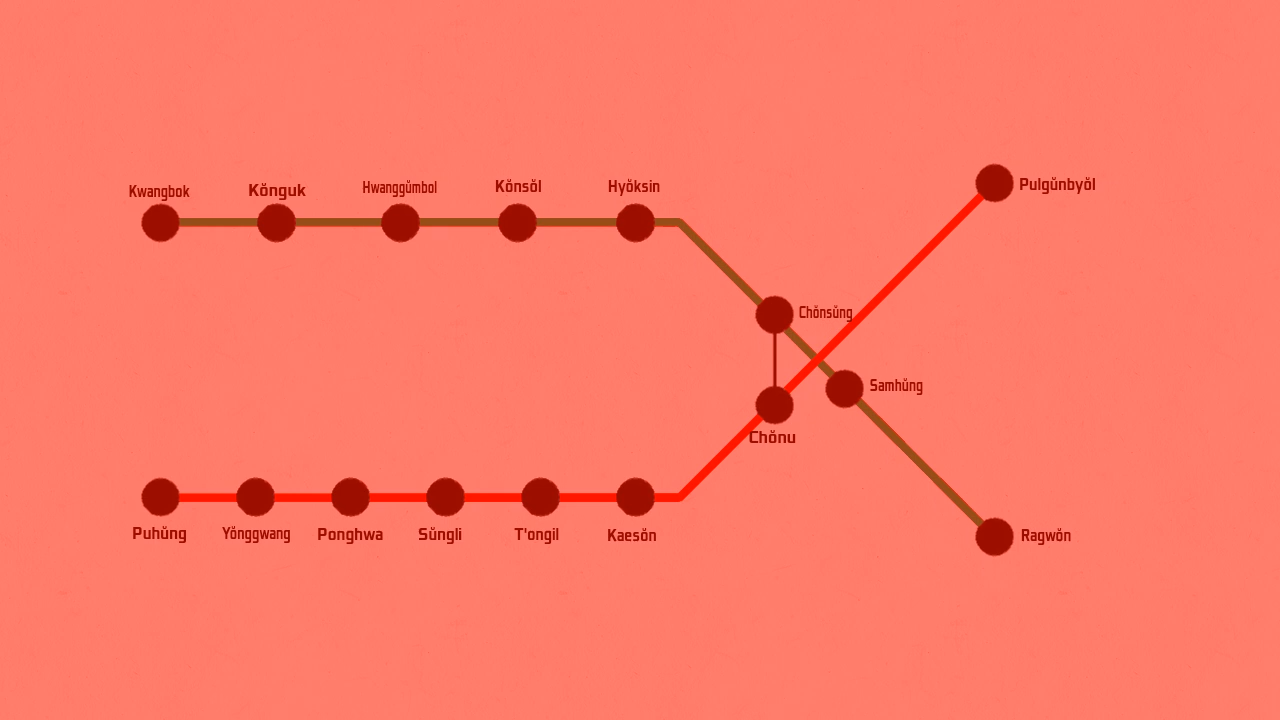 Kwangbok
Kŏnguk
Hwanggŭmbol
Kŏnsŏl
Hyŏksin
Pulgŭnbyŏl
Chŏnsŭng
Samhŭng
Chŏnu
Puhŭng
Yŏnggwang
Ponghwa
Sŭngli
T'ongil
Kaesŏn
Ragwŏn